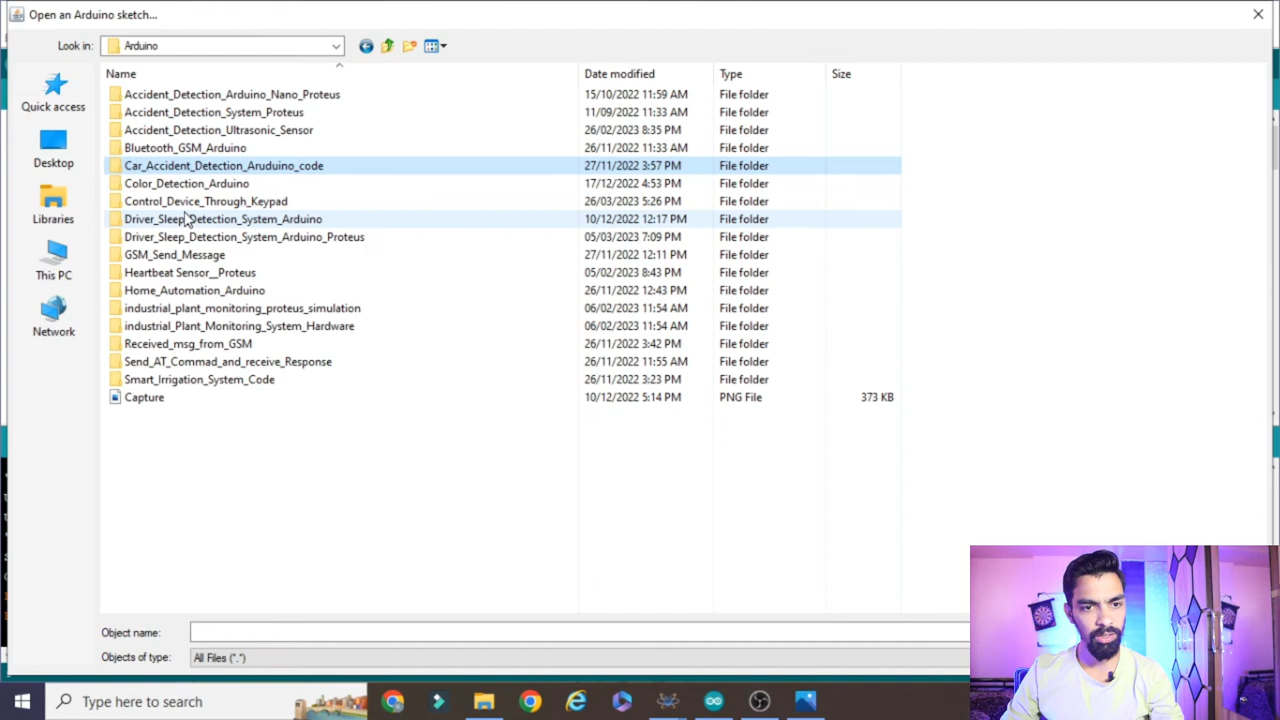 Open an Arduino sketch...
Look in: Arduino
Name Date modified Type Size
Quick access
Desktop
Libraries
This PC
Network
Accident_Detection_Arduino_Nano_Proteus 15/10/2022 11:59 AM File folder
Accident_Detection_System_Proteus 11/09/2022 11:33 AM File folder
Accident_Detection_Ultrasonic_Sensor 26/02/2023 8:35 PM File folder
Bluetooth_GSM_Arduino 26/11/2022 11:33 AM File folder
Car_Accident_Detection_Aruduino_code 27/11/2022 3:57 PM File folder
Color_Detection_Arduino 17/12/2022 4:53 PM File folder
Control_Device_Through_Keypad 26/03/2023 5:26 PM File folder
Driver_Sleep_Detection_System_Arduino 10/12/2022 12:17 PM File folder
Driver_Sleep_Detection_System_Arduino_Proteus 05/03/2023 7:09 PM File folder
GSM_Send_Message 27/11/2022 12:11 PM File folder
Heartbeat Sensor__Proteus 05/02/2023 8:43 PM File folder
Home_Automation_Arduino 26/11/2022 12:43 PM File folder
industrial_plant_monitoring_proteus_simulation 06/02/2023 11:54 AM File folder
industrial_Plant_Monitoring_System_Hardware 06/02/2023 11:54 AM File folder
Received_msg_from_GSM 26/11/2022 3:42 PM File folder
Send_AT_Commad_and_receive_Response 26/11/2022 11:55 AM File folder
Smart_Irrigation_System_Code 26/11/2022 3:23 PM File folder
Capture 10/12/2022 5:14 PM PNG File 373 KB
Object name:
Objects of type: All Files (*.*)
Type here to search